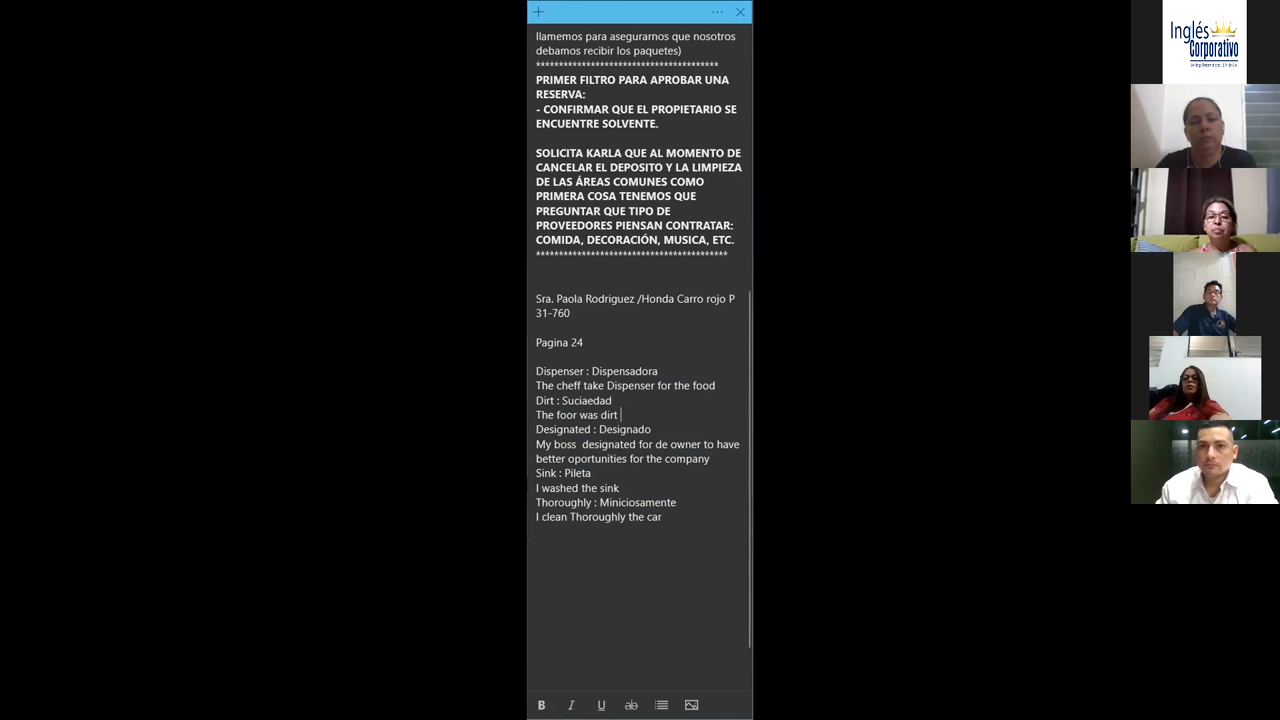 llamemos para asegurarnos que nosotros
debamos recibir los paquetes)
****************************************
PRIMER FILTRO PARA APROBAR UNA
RESERVA:
- CONFIRMAR QUE EL PROPIETARIO SE
ENCUENTRE SOLVENTE.
SOLICITA KARLA QUE AL MOMENTO DE
CANCELAR EL DEPOSITO Y LA LIMPIEZA
DE LAS ÁREAS COMUNES COMO
PRIMERA COSA TENEMOS QUE
PREGUNTAR QUE TIPO DE
PROVEEDORES PIENSAN CONTRATAR:
COMIDA, DECORACIÓN, MUSICA, ETC.
******************************************
Sra. Paola Rodriguez /Honda Carro rojo P
31-760
Pagina 24
Dispenser : Dispensadora
The cheff take Dispenser for the food
Dirt : Suciaedad
The foor was dirt
Designated : Designado
My boss designated for de owner to have
better oportunities for the company
Sink : Pileta
I washed the sink
Thoroughly : Miniciosamente
I clean Thoroughly the car
Inglés
Corporativo